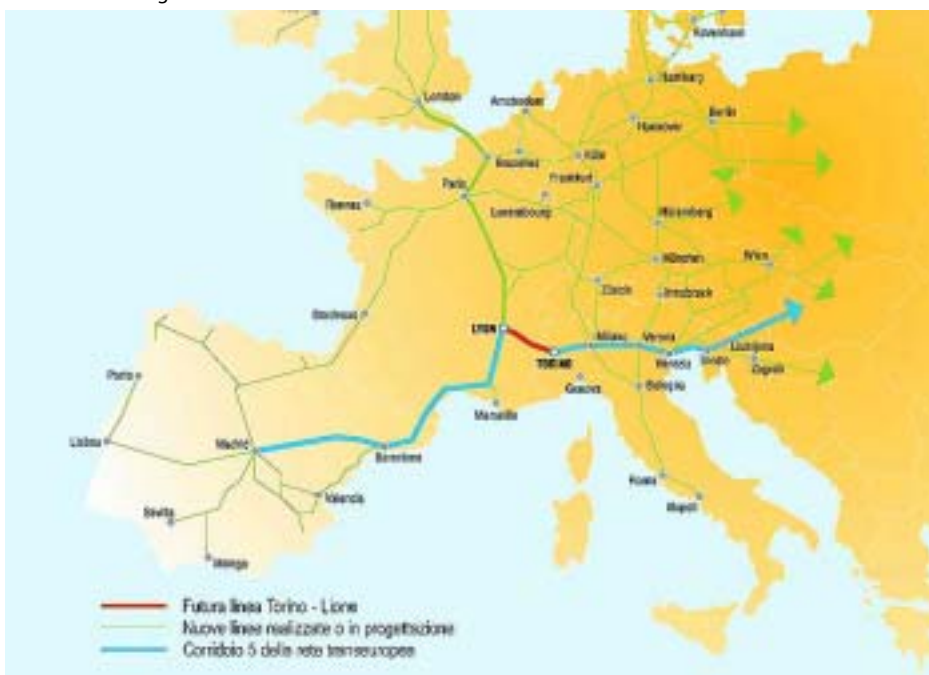 Kovenhavn
Hamburg
London
Amsterdam
Berlin
Hannover
Bruxelles
Köln
Frankfurt
Paris
Luxembourg
Rennes
Nürnberg
München
Wien
Zürich
Innsbruck
Bordeaux
LYON
Milano
Verona
TORINO
Venezia
Ljubljana
Zagreb
Genova
Bologna
Porto
Marseille
Lisboa
Madrid
Barcelona
Roma
Napoli
Valencia
Sevilla
Malaga
Futura linea Torino - Lione
Nuove linee realizzate o in progettazione
Corridoio 5 della rete transeuropea